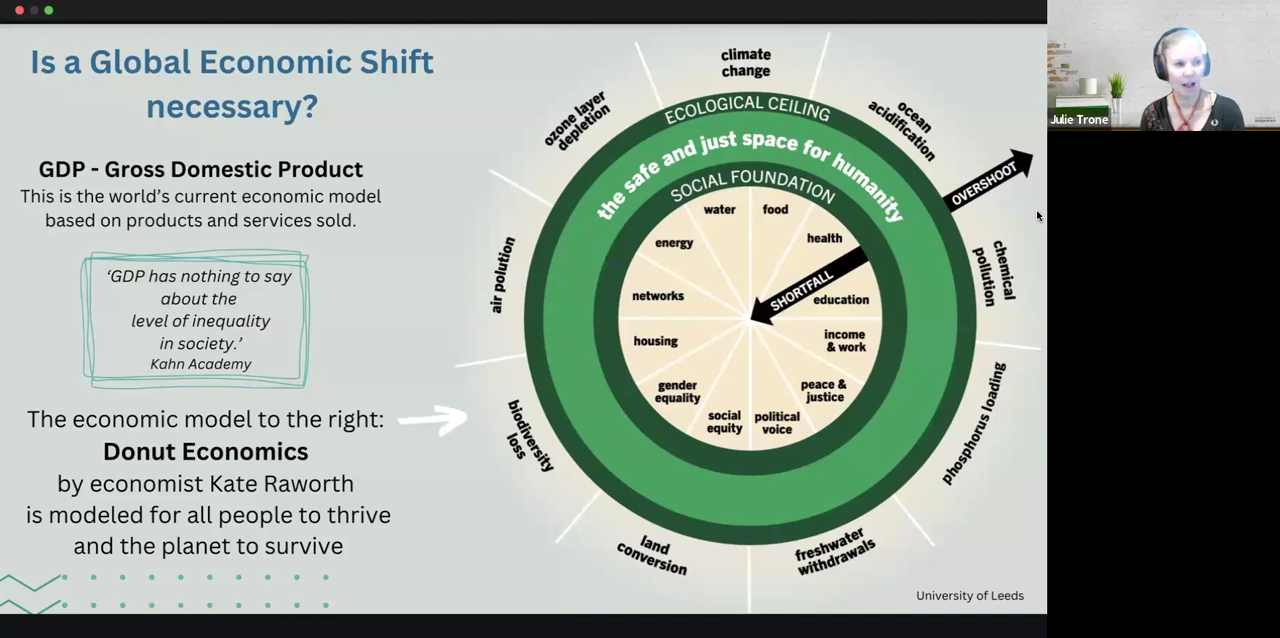 Is a Global Economic Shift
necessary?
GDP - Gross Domestic Product
This is the world's current economic model
based on products and services sold.
'GDP has nothing to say
about the
level of inequality
in society.'
Kahn Academy
The economic model to the right:
Donut Economics
by economist Kate Raworth
is modeled for all people to thrive
and the planet to survive
climate
change
ocean
acidification
chemical
pollution
phosphorus loading
freshwater
withdrawals
land
conversion
biodiversity
loss
air polution
ozone layer
depletion
ECOLOGICAL CEILING
the safe and just space for humanity
SOCIAL FOUNDATION
OVERSHOOT
SHORTFALL
water
food
health
education
income
& work
peace &
justice
political
voice
social
equity
gender
equality
housing
networks
energy
University of Leeds
Julie Trone